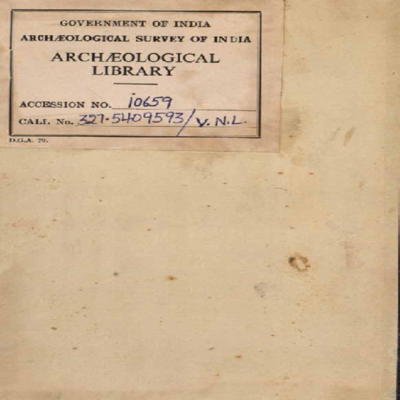 GOVERNMENT OF INDIA
ARCHÆOLOGICAL SURVEY OF INDIA
ARCHÆOLOGICAL
LIBRARY
ACCESSION NO. 10659
CALL No. 327.5409593/V.N.L.
D.G.A. 79.